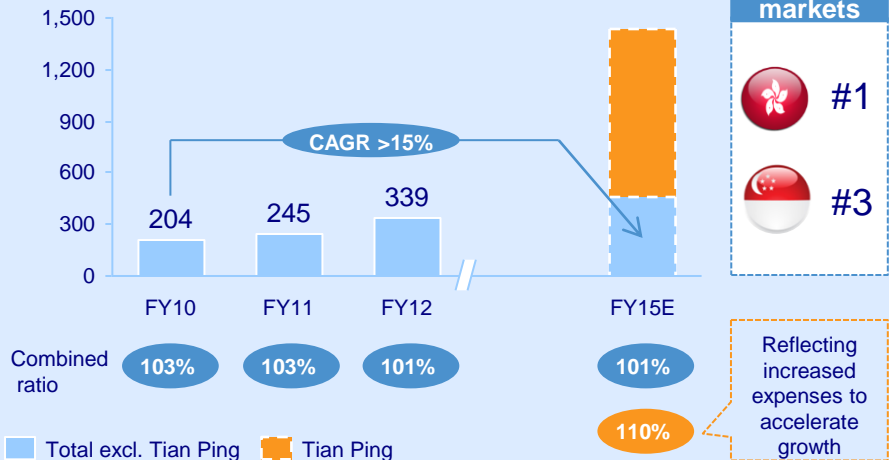 markets
#1
#3
1,500
1,200
900
600
300
0
CAGR >15%
204
245
339
FY10
FY11
FY12
FY15E
Combined
ratio
103%
103%
101%
101%
110%
Reflecting
increased
expenses to
accelerate
growth
Total excl. Tian Ping
Tian Ping